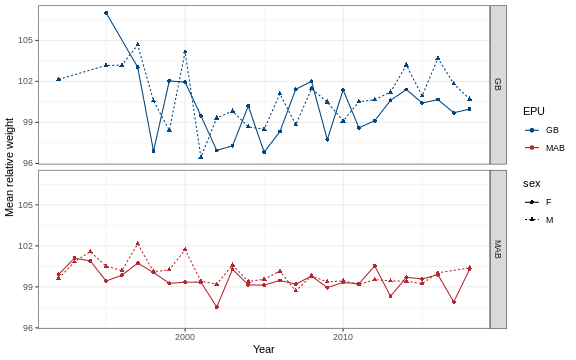 Mean relative weight
105
102
99
96
GB
105
102
99
96
MAB
2000
2010
Year
EPU
GB
MAB
sex
F
M